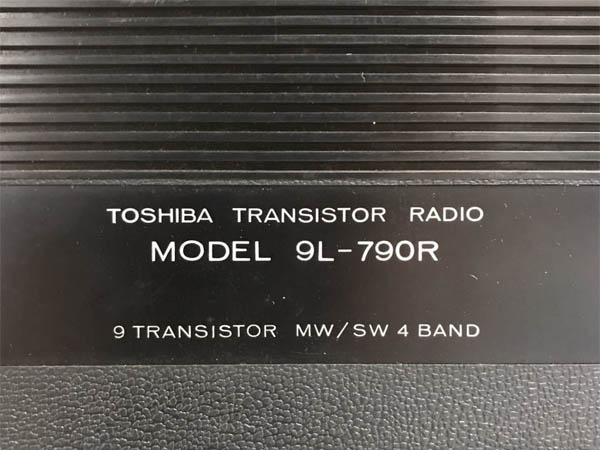 TOSHIBA TRANSISTOR RADIO
MODEL 9L-790R
9 TRANSISTOR MW/SW 4 BAND